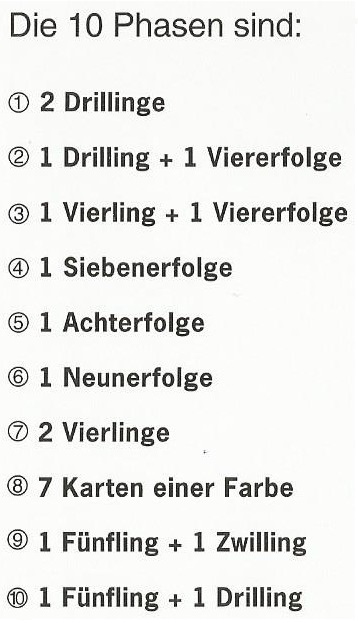 Die 10 Phasen sind:
① 2 Drillinge
② 1 Drilling + 1 Viererfolge
③ 1 Vierling + 1 Viererfolge
④ 1 Siebenerfolge
⑤ 1 Achterfolge
⑥ 1 Neunerfolge
⑦ 2 Vierlinge
⑧ 7 Karten einer Farbe
⑨ 1 Fünfling + 1 Zwilling
⑩ 1 Fünfling + 1 Drilling